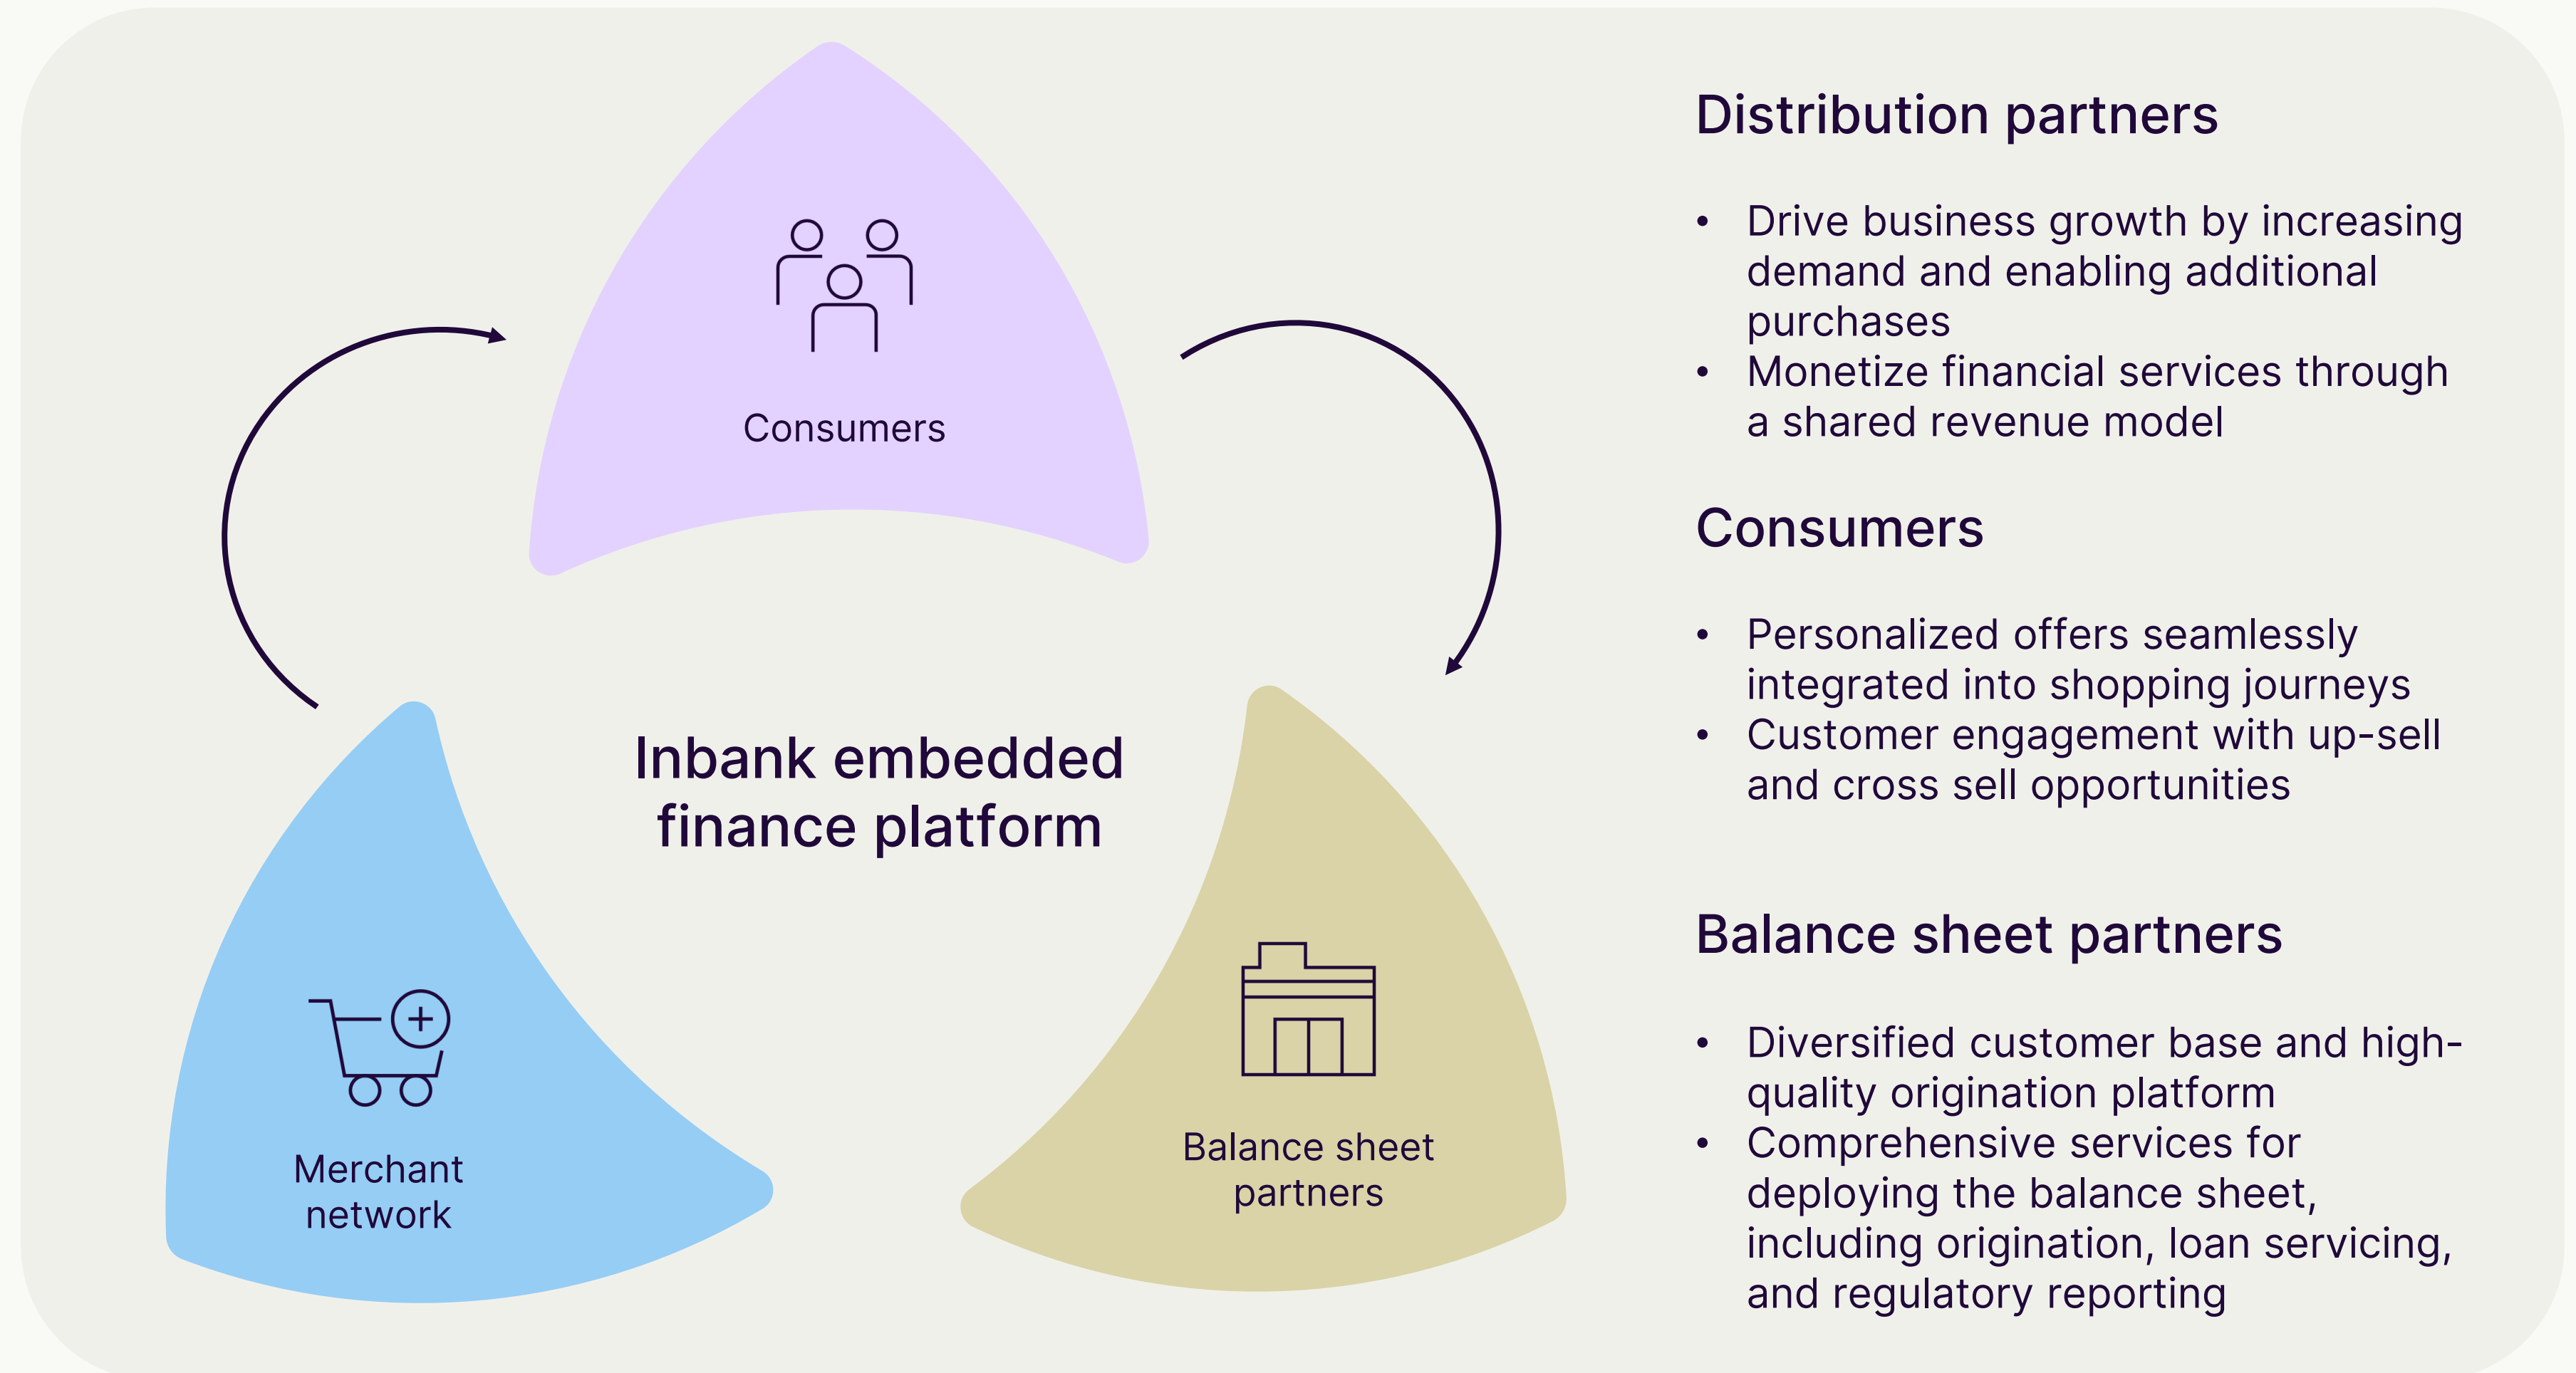 Consumers
Inbank embedded
finance platform
Merchant
network
Balance sheet
partners
Distribution partners
• Drive business growth by increasing
demand and enabling additional
purchases
• Monetize financial services through
a shared revenue model
Consumers
• Personalized offers seamlessly
integrated into shopping journeys
• Customer engagement with up-sell
and cross sell opportunities
Balance sheet partners
• Diversified customer base and high-
quality origination platform
• Comprehensive services for
deploying the balance sheet,
including origination, loan servicing,
and regulatory reporting